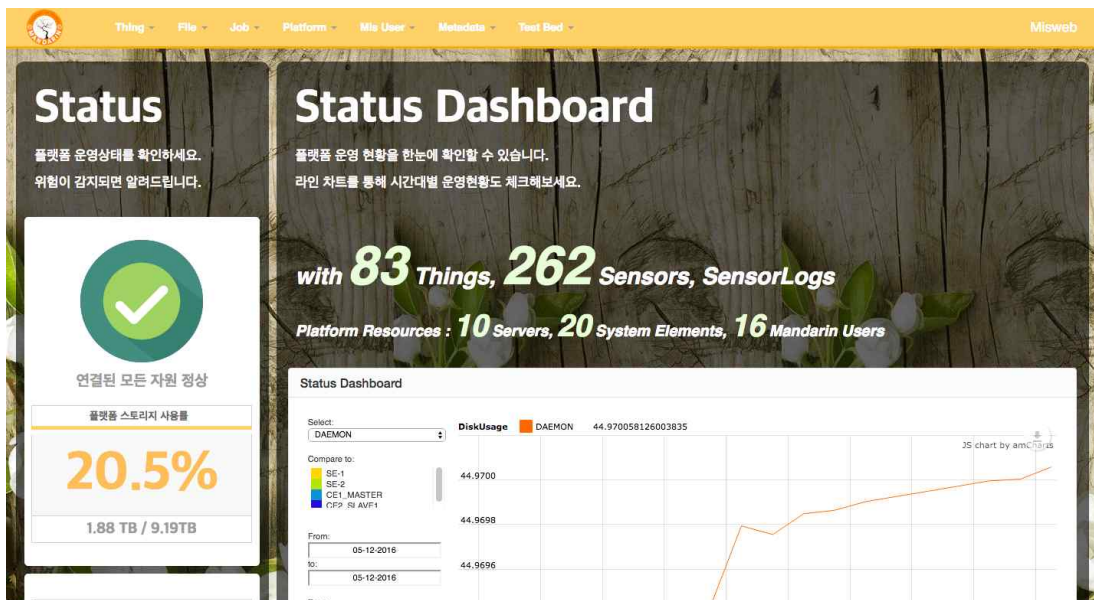 MANDARIN
Thing File Job Platform Mis User Metadata Test Bed Misweb
Status
플랫폼 운영상태를 확인하세요.
위험이 감지되면 알려드립니다.
연결된 모든 자원 정상
플랫폼 스토리지 사용률
20.5%
1.88 TB / 9.19TB
Status Dashboard
플랫폼 운영 현황을 한눈에 확인할 수 있습니다.
라인 차트를 통해 시간대별 운영현황도 체크해보세요.
with 83 Things, 262 Sensors, SensorLogs
Platform Resources : 10 Servers, 20 System Elements, 16 Mandarin Users
Status Dashboard
Select:
DAEMON
Compare to:
SE-1
SE-2
CE1_MASTER
CE2_SLAVE1
From:
05-12-2016
to:
05-12-2016
DiskUsage DAEMON 44.970058126003835
JS chart by amCharts
44.9700
44.9698
44.9696